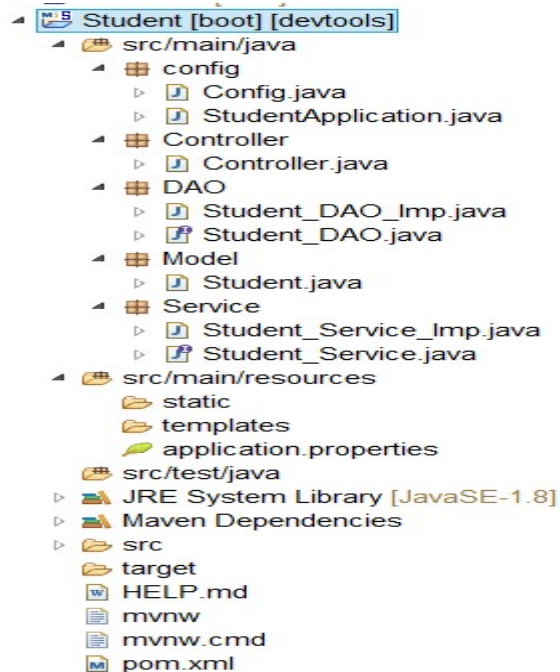 Student [boot] [devtools]
src/main/java
config
Config.java
StudentApplication.java
Controller
Controller.java
DAO
Student_DAO_Imp.java
Student_DAO.java
Model
Student.java
Service
Student_Service_Imp.java
Student_Service.java
src/main/resources
static
templates
application.properties
src/test/java
JRE System Library [JavaSE-1.8]
Maven Dependencies
src
target
HELP.md
mvnw
mvnw.cmd
pom.xml